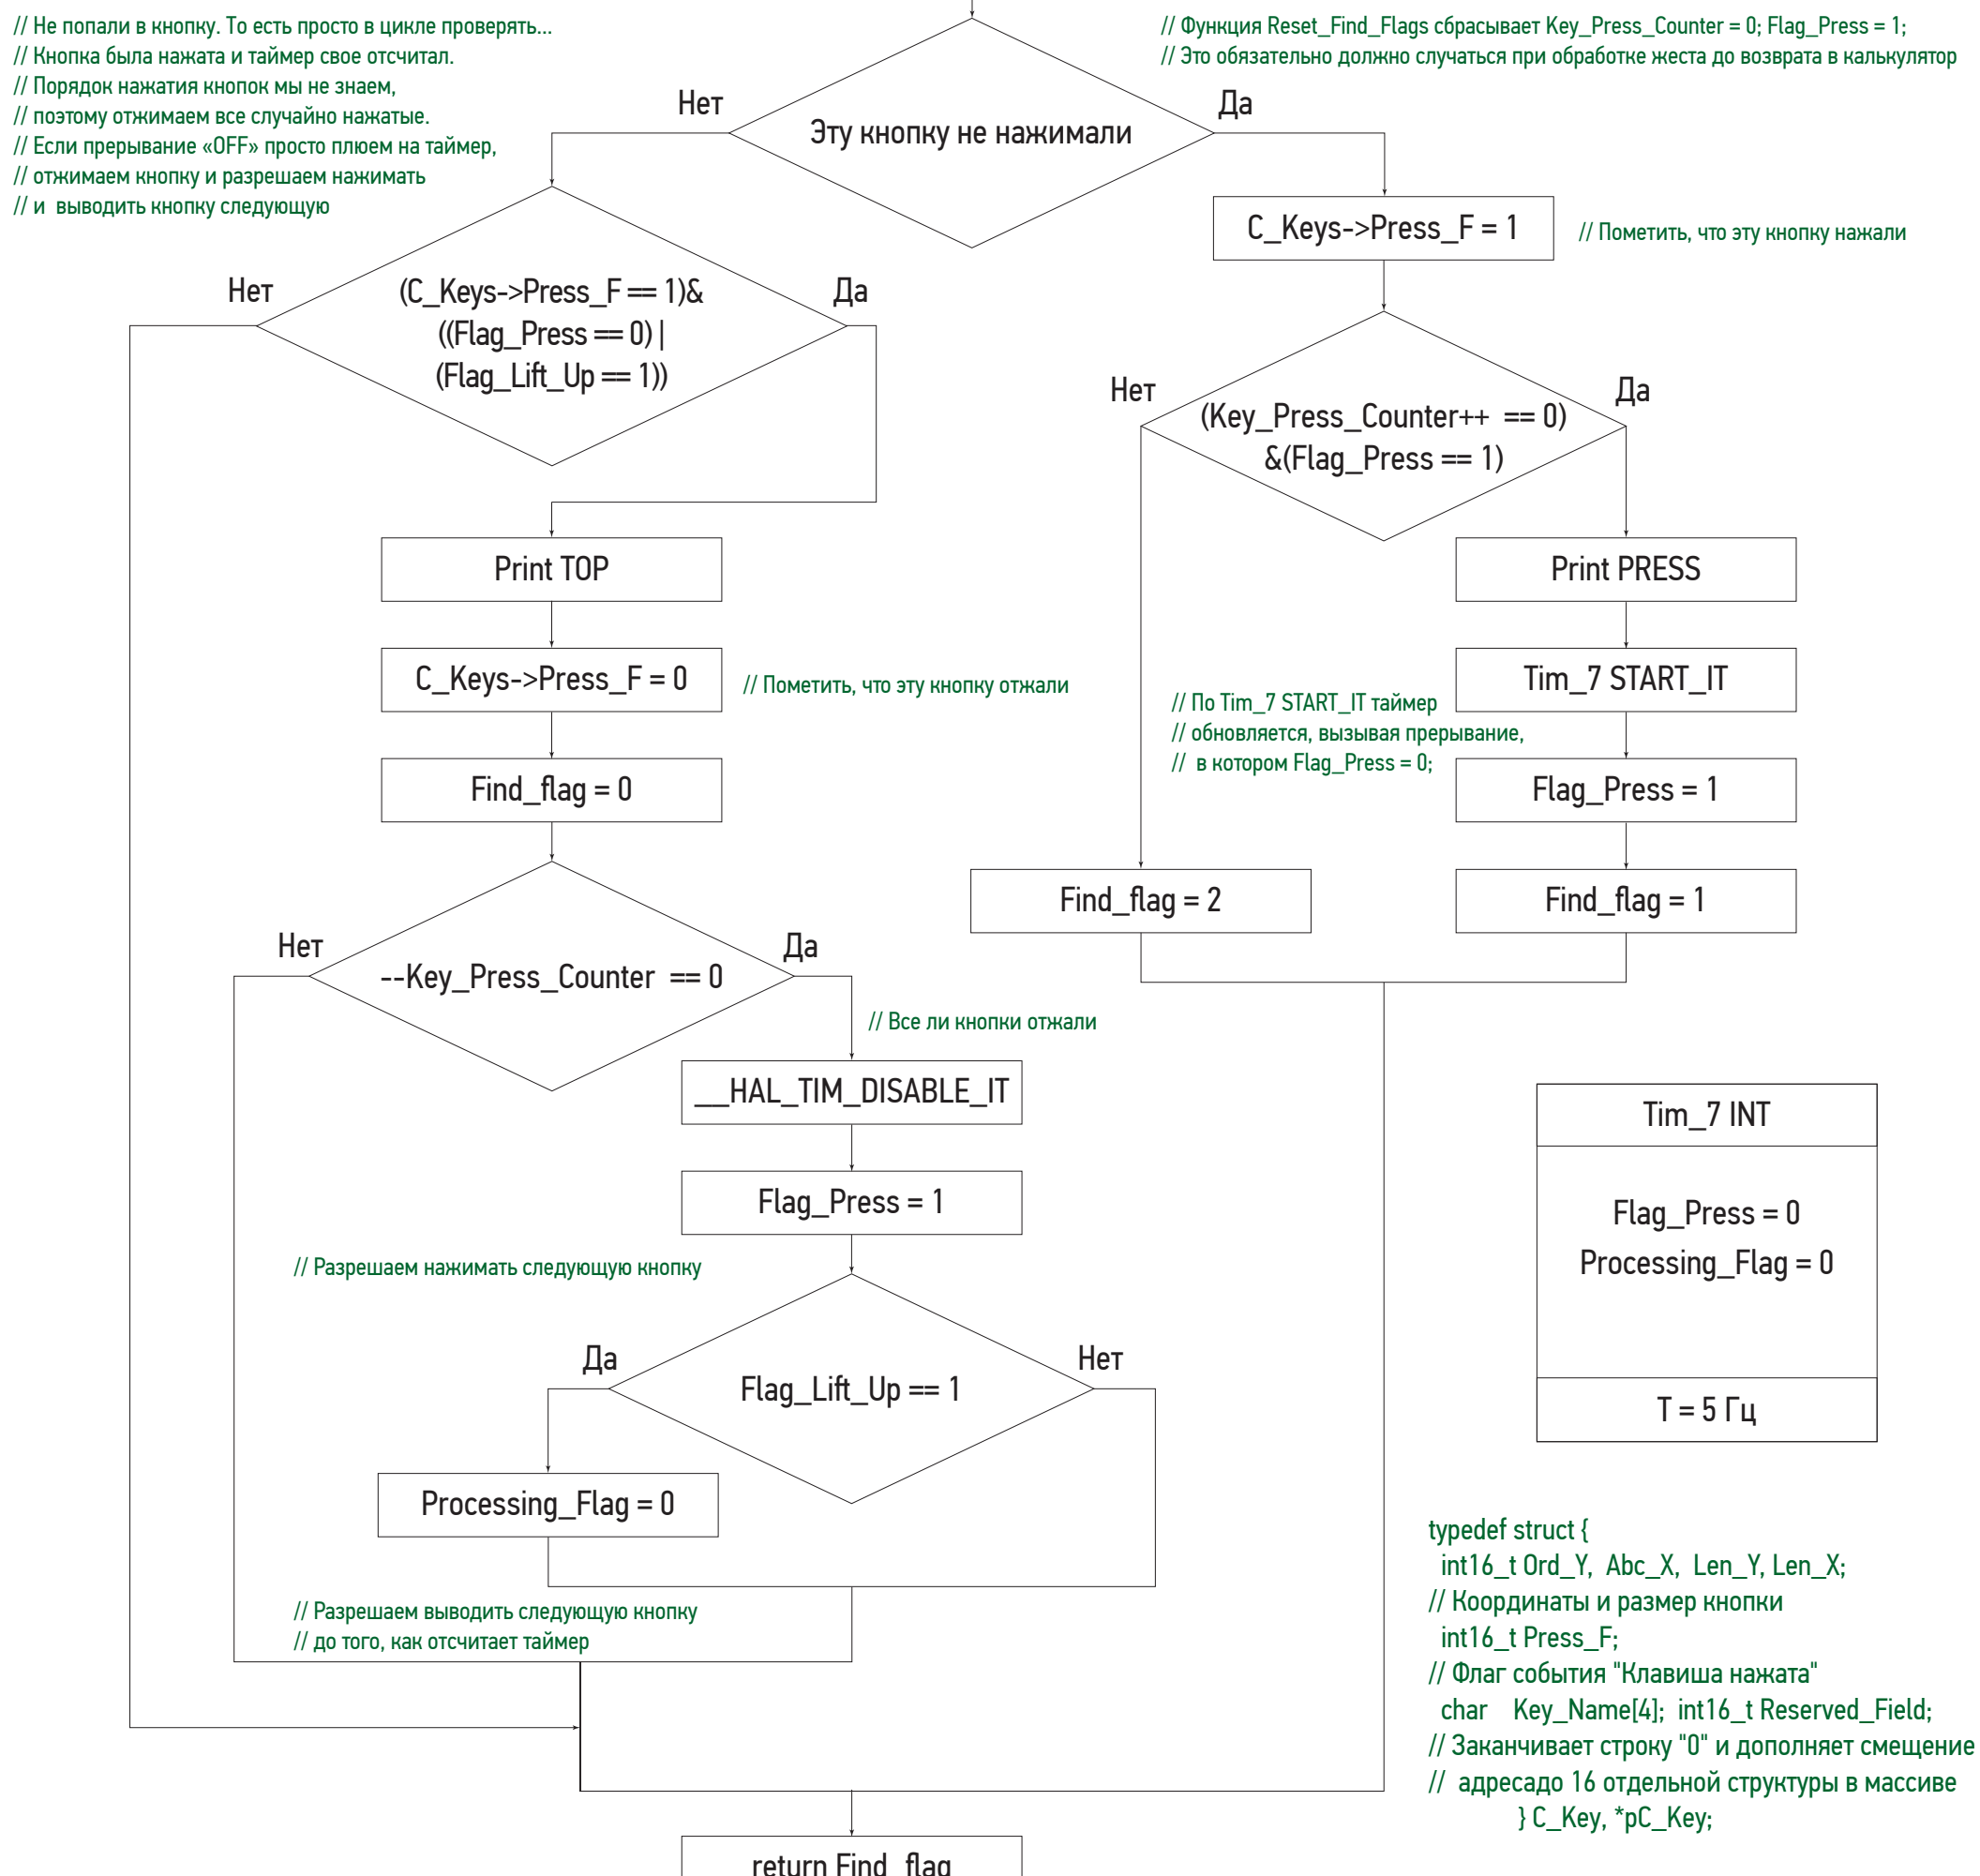 // Не попали в кнопку. То есть просто в цикле проверять...
// Кнопка была нажата и таймер свое отсчитал.
// Порядок нажатия кнопок мы не знаем,
// поэтому отжимаем все случайно нажатые.
// Если прерывание «OFF» просто плюем на таймер,
// отжимаем кнопку и разрешаем нажимать
// и выводить кнопку следующую
// Функция Reset_Find_Flags сбрасывает Key_Press_Counter = 0; Flag_Press = 1;
// Это обязательно должно случаться при обработке жеста до возврата в калькулятор
Нет
Да
Эту кнопку не нажимали
C_Keys->Press_F = 1
// Пометить, что эту кнопку нажали
Нет
Да
(C_Keys->Press_F == 1)&
((Flag_Press == 0) |
(Flag_Lift_Up == 1))
Нет
Да
(Key_Press_Counter++ == 0)
&(Flag_Press == 1)
Print TOP
Print PRESS
C_Keys->Press_F = 0
// Пометить, что эту кнопку отжали
Tim_7 START_IT
// По Tim_7 START_IT таймер
// обновляется, вызывая прерывание,
// в котором Flag_Press = 0;
Find_flag = 0
Flag_Press = 1
Find_flag = 2
Find_flag = 1
Нет
Да
--Key_Press_Counter == 0
// Все ли кнопки отжали
__HAL_TIM_DISABLE_IT
Flag_Press = 1
// Разрешаем нажимать следующую кнопку
Да
Нет
Flag_Lift_Up == 1
Processing_Flag = 0
// Разрешаем выводить следующую кнопку
// до того, как отсчитает таймер
return Find_flag
Tim_7 INT
Flag_Press = 0
Processing_Flag = 0
T = 5 Гц
typedef struct {
int16_t Ord_Y, Abc_X, Len_Y, Len_X;
// Координаты и размер кнопки
int16_t Press_F;
// Флаг события "Клавиша нажата"
char Key_Name[4]; int16_t Reserved_Field;
// Заканчивает строку "0" и дополняет смещение
// адресадо 16 отдельной структуры в массиве
} C_Key, *pC_Key;